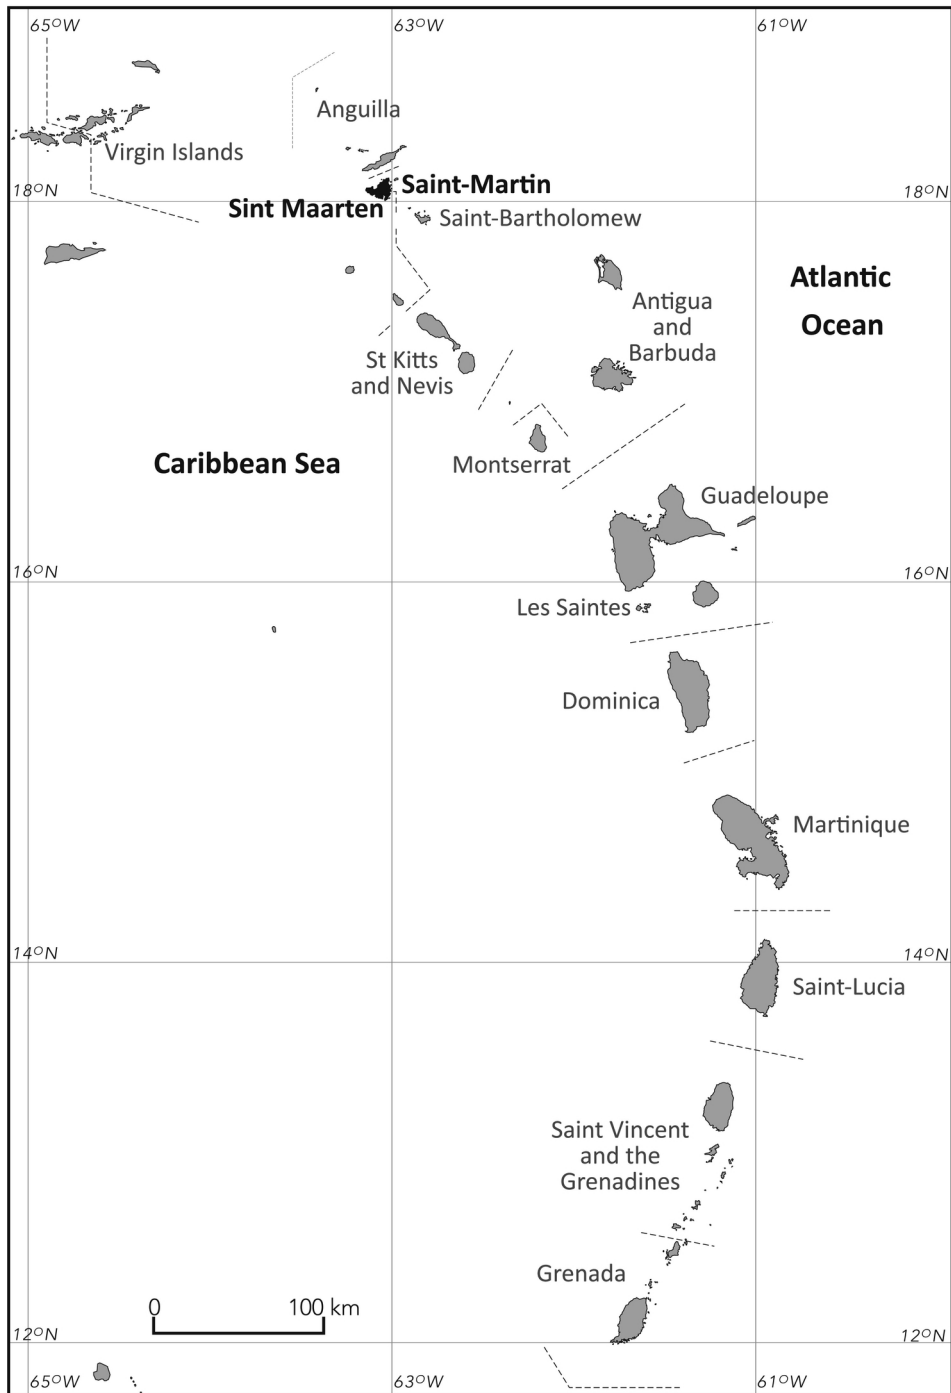 65°W
63°W
61°W
Anguilla
Virgin Islands
Saint-Martin
18°N
18°N
Sint Maarten
Saint-Bartholomew
Atlantic
Ocean
Antigua
and
Barbuda
St Kitts
and Nevis
Caribbean Sea
Montserrat
Guadeloupe
16°N
16°N
Les Saintes
Dominica
Martinique
14°N
14°N
Saint-Lucia
Saint Vincent
and the
Grenadines
Grenada
0
100 km
12°N
12°N
65°W
63°W
61°W